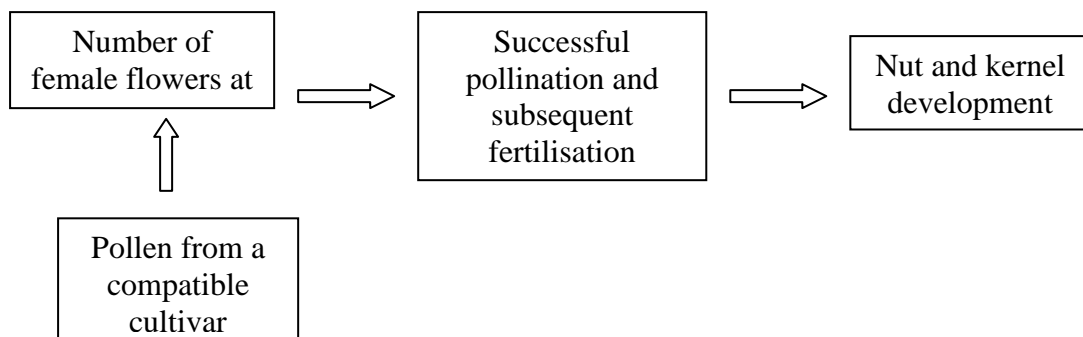 Number of
female flowers at
Successful
pollination and
subsequent
fertilisation
Nut and kernel
development
Pollen from a
compatible
cultivar